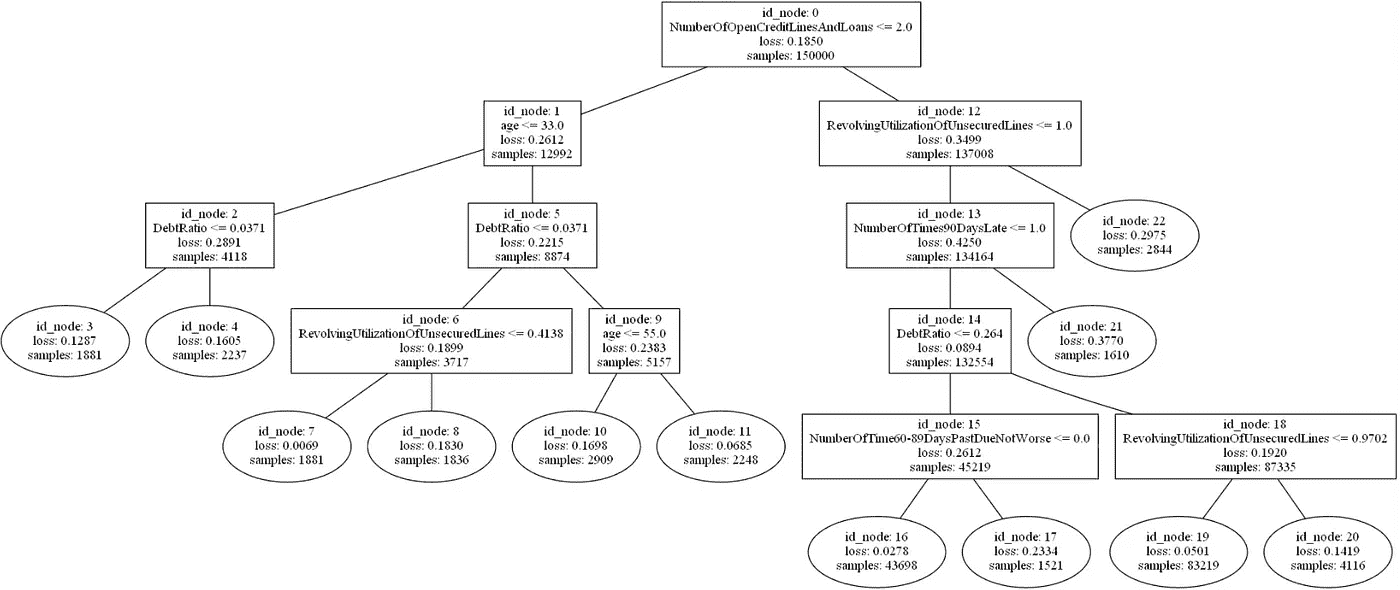 id_node: 0
NumberOfOpenCreditLinesAndLoans <= 2.0
loss: 0.1850
samples: 150000
id_node: 1
age <= 33.0
loss: 0.2612
samples: 12992
id_node: 12
RevolvingUtilizationOfUnsecuredLines <= 1.0
loss: 0.3499
samples: 137008
id_node: 2
DebtRatio <= 0.0371
loss: 0.2891
samples: 4118
id_node: 5
DebtRatio <= 0.0371
loss: 0.2215
samples: 8874
id_node: 13
NumberOfTimes90DaysLate <= 1.0
loss: 0.4250
samples: 134164
id_node: 22
loss: 0.2975
samples: 2844
id_node: 3
loss: 0.1287
samples: 1881
id_node: 4
loss: 0.1605
samples: 2237
id_node: 6
RevolvingUtilizationOfUnsecuredLines <= 0.4138
loss: 0.1899
samples: 3717
id_node: 9
age <= 55.0
loss: 0.2383
samples: 5157
id_node: 14
DebtRatio <= 0.264
loss: 0.0894
samples: 132554
id_node: 21
loss: 0.3770
samples: 1610
id_node: 7
loss: 0.0069
samples: 1881
id_node: 8
loss: 0.1830
samples: 1836
id_node: 10
loss: 0.1698
samples: 2909
id_node: 11
loss: 0.0685
samples: 2248
id_node: 15
NumberOfTime60-89DaysPastDueNotWorse <= 0.0
loss: 0.2612
samples: 45219
id_node: 18
RevolvingUtilizationOfUnsecuredLines <= 0.9702
loss: 0.1920
samples: 87335
id_node: 16
loss: 0.0278
samples: 43698
id_node: 17
loss: 0.2334
samples: 1521
id_node: 19
loss: 0.0501
samples: 83219
id_node: 20
loss: 0.1419
samples: 4116